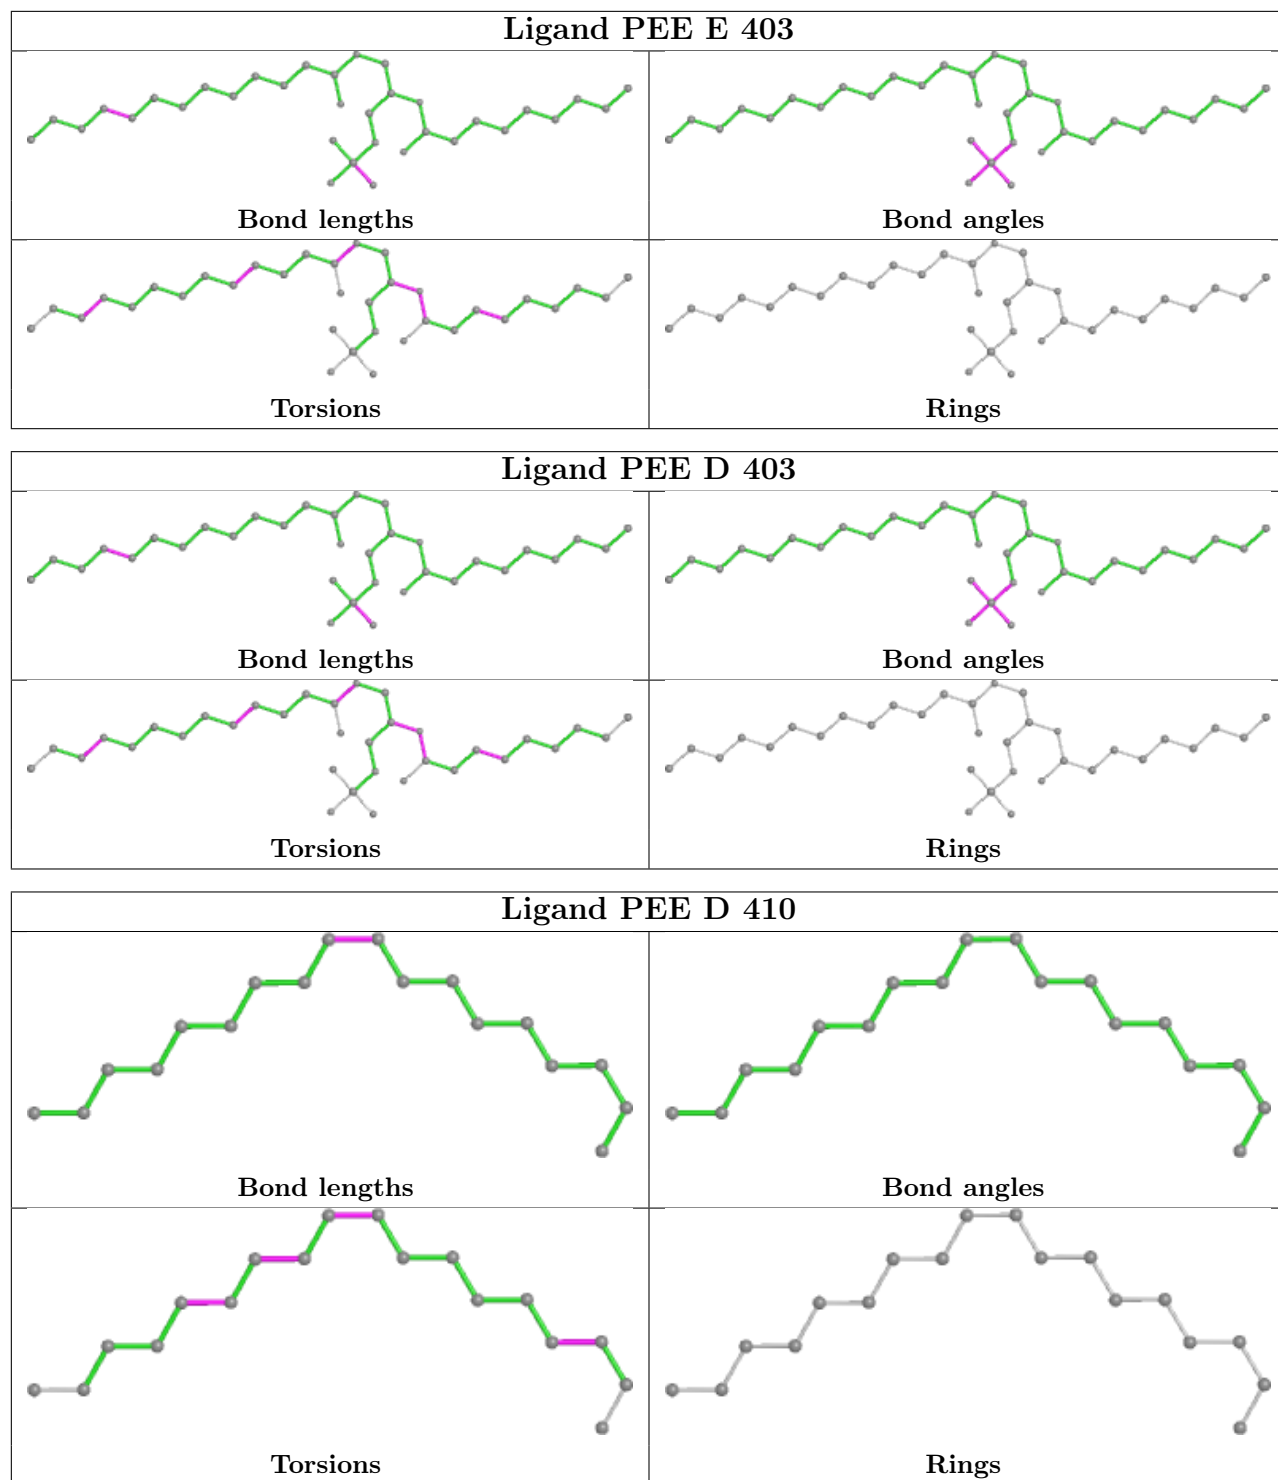 Ligand PEE E 403
Bond lengths
Bond angles
Torsions
Rings
Ligand PEE D 403
Bond lengths
Bond angles
Torsions
Rings
Ligand PEE D 410
Bond lengths
Bond angles
Torsions
Rings